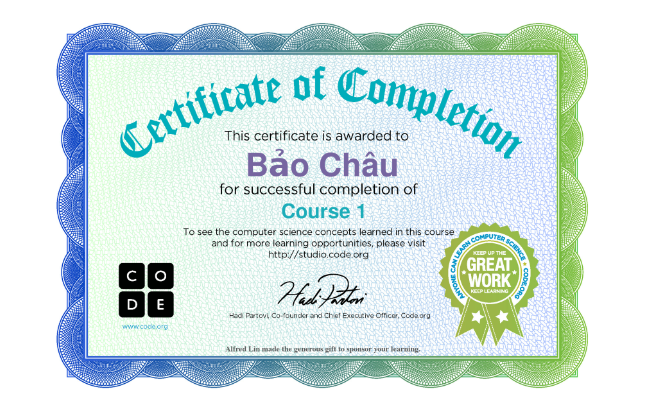 Certificate of Completion
This certificate is awarded to
Bảo Châu
for successful completion of
Course 1
To see the computer science concepts learned in this course
and for more learning opportunities, please visit
http://studio.code.org
C O
D E
www.code.org
Hadi Partovi
Hadi Partovi, Co-founder and Chief Executive Officer, Code.org
ANYONE CAN LEARN COMPUTER SCIENCE
CODE.ORG
KEEP UP THE
GREAT
WORK
KEEP LEARNING
Alfred Lin made the generous gift to sponsor your learning.